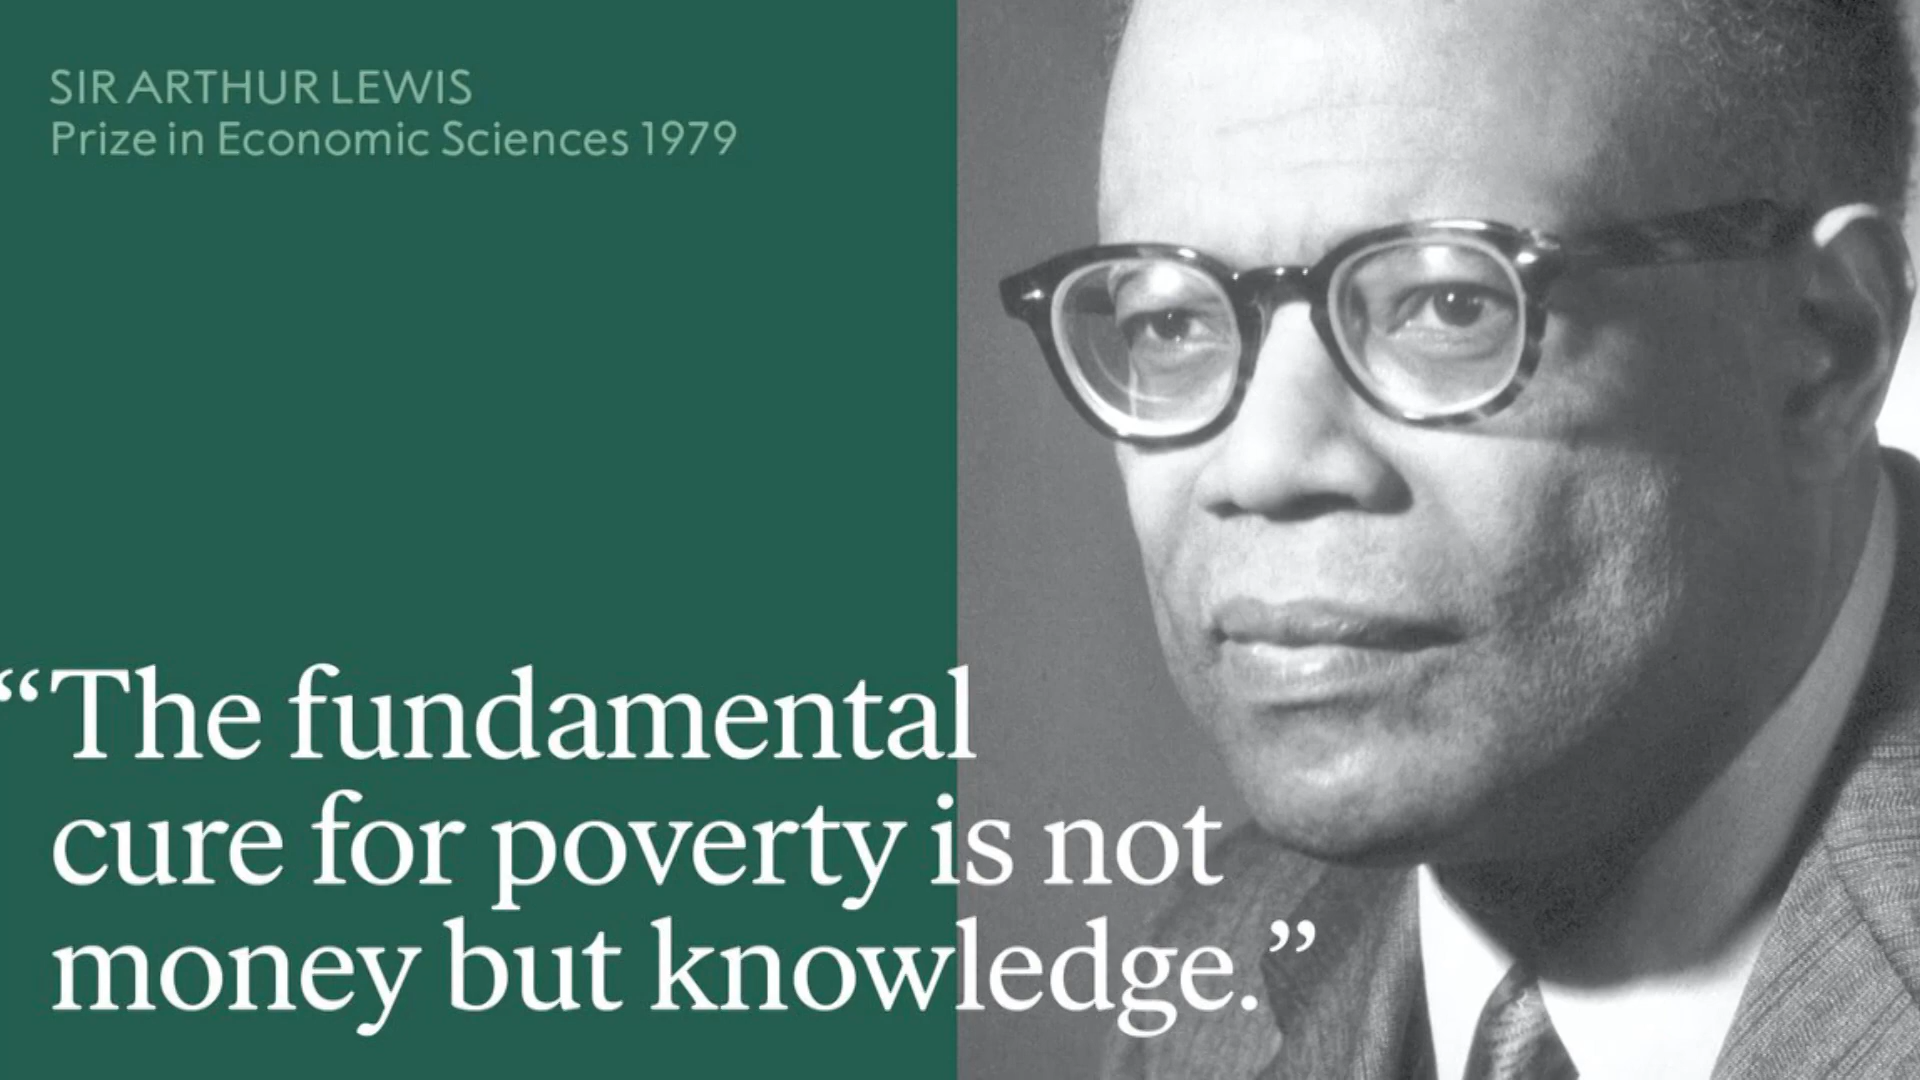 SIR ARTHUR LEWIS
Prize in Economic Sciences 1979
“The fundamental
cure for poverty is not
money but knowledge.”